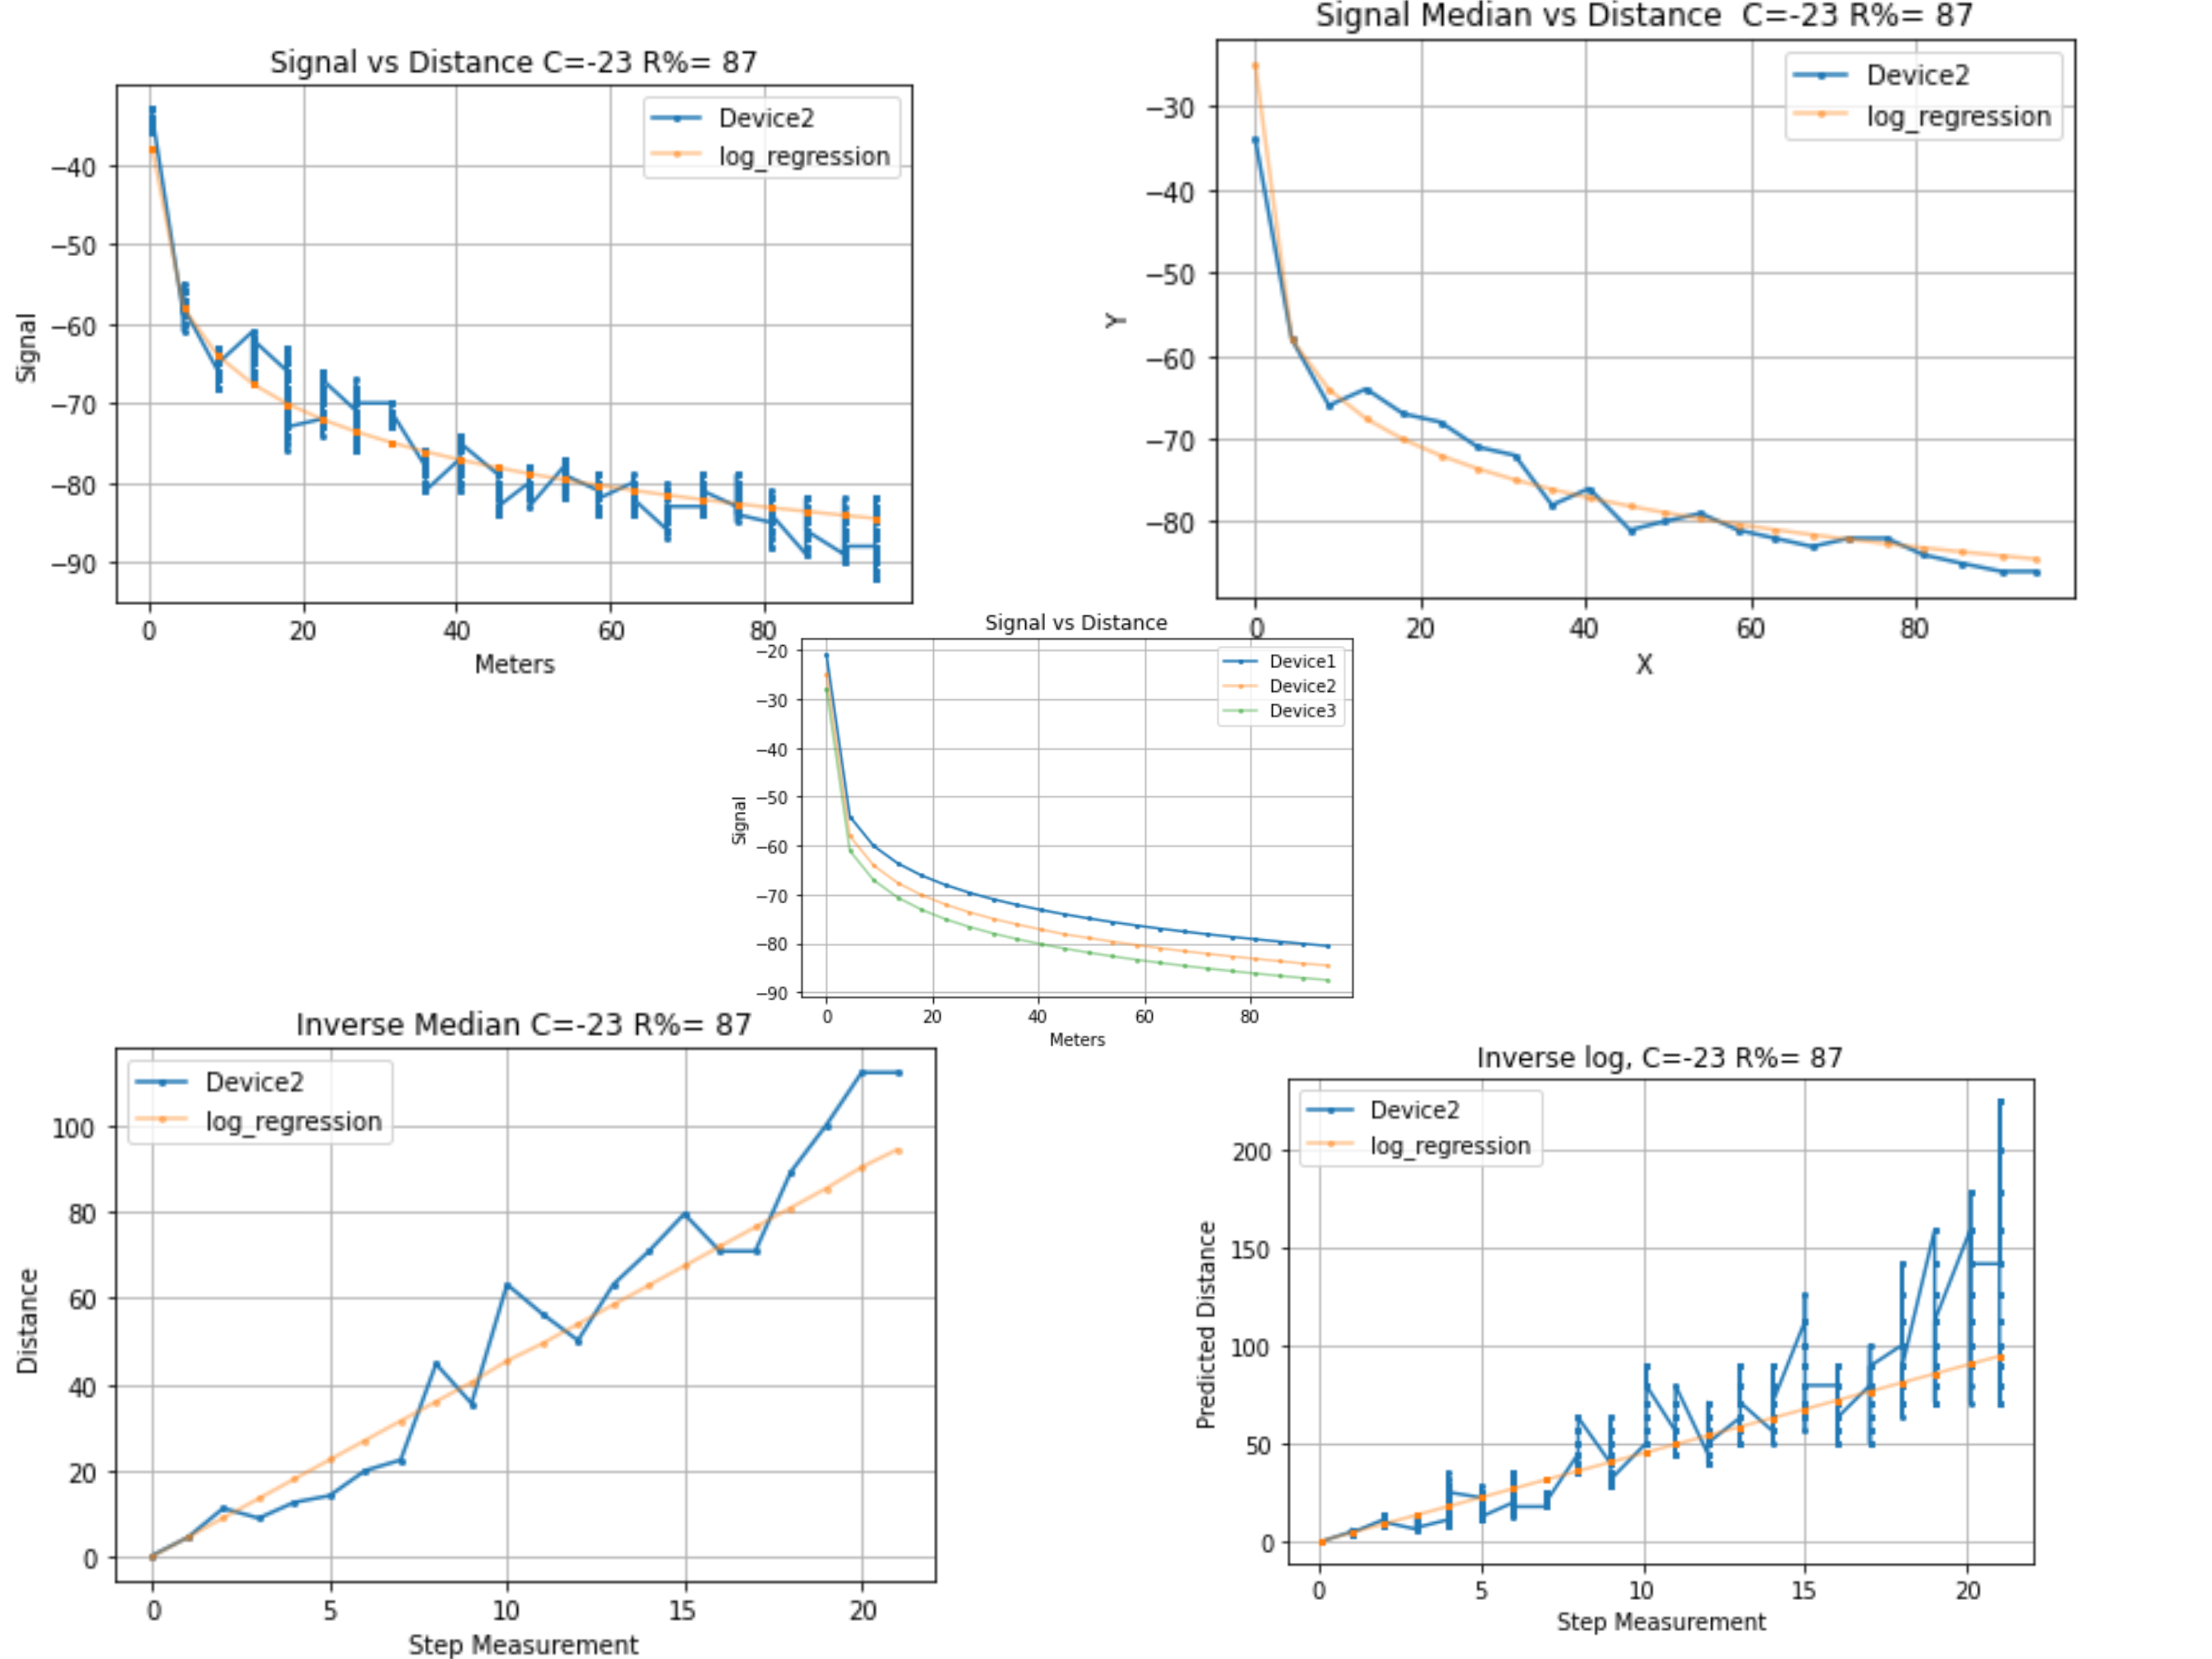 Signal vs Distance C=-23 R%= 87
Device2
log_regression
−40
−50
−60
−70
−80
−90
Signal
0 20 40 60 80
Meters
Signal Median vs Distance  C=-23 R%= 87
Device2
log_regression
−30
−40
−50
−60
−70
−80
Y
0 20 40 60 80
X
Signal vs Distance
Device1
Device2
Device3
−20
−30
−40
−50
−60
−70
−80
−90
Signal
0 20 40 60 80
Meters
Inverse Median C=-23 R%= 87
Device2
log_regression
100
80
60
40
20
0
Distance
0 5 10 15 20
Step Measurement
Inverse log, C=-23 R%= 87
Device2
log_regression
200
150
100
50
0
Predicted Distance
0 5 10 15 20
Step Measurement